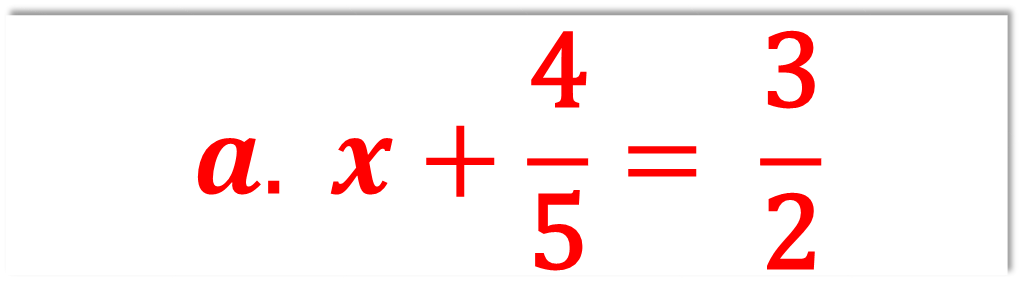 a. x + 4/5 = 3/2